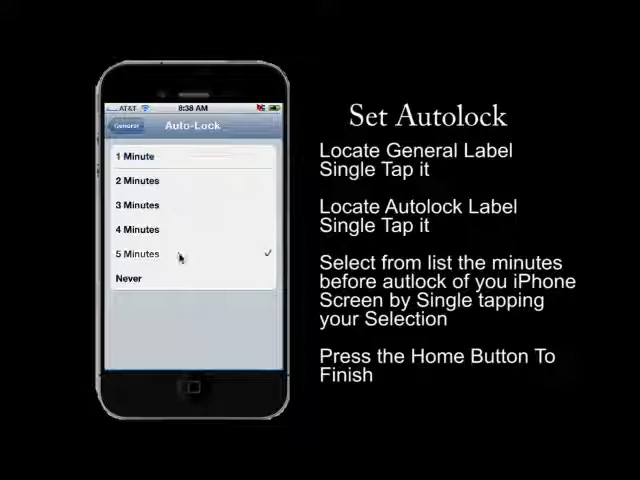 AT&T 8:38 AM
General Auto-Lock
1 Minute
2 Minutes
3 Minutes
4 Minutes
5 Minutes
Never
Set Autolock
Locate General Label
Single Tap it
Locate Autolock Label
Single Tap it
Select from list the minutes
before autlock of you iPhone
Screen by Single tapping
your Selection
Press the Home Button To
Finish